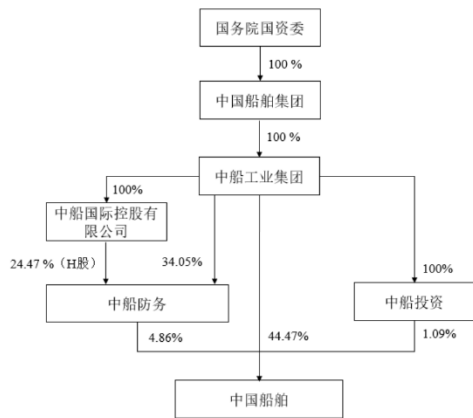 国务院国资委
100 %
中国船舶集团
100 %
中船工业集团
100%
中船国际控股有
限公司
24.47 %（H股）
34.05%
100%
中船防务
中船投资
4.86%
44.47%
1.09%
中国船舶